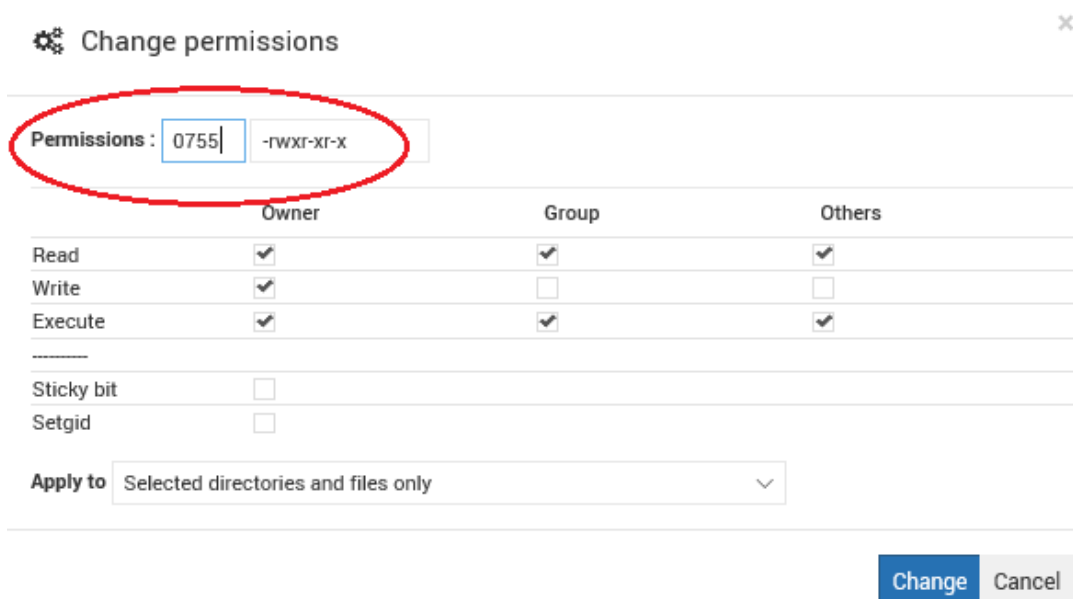 Change permissions
Permissions : 0755 -rwxr-xr-x
Owner Group Others
Read
Write
Execute
----------
Sticky bit
Setgid
Apply to Selected directories and files only
Change Cancel